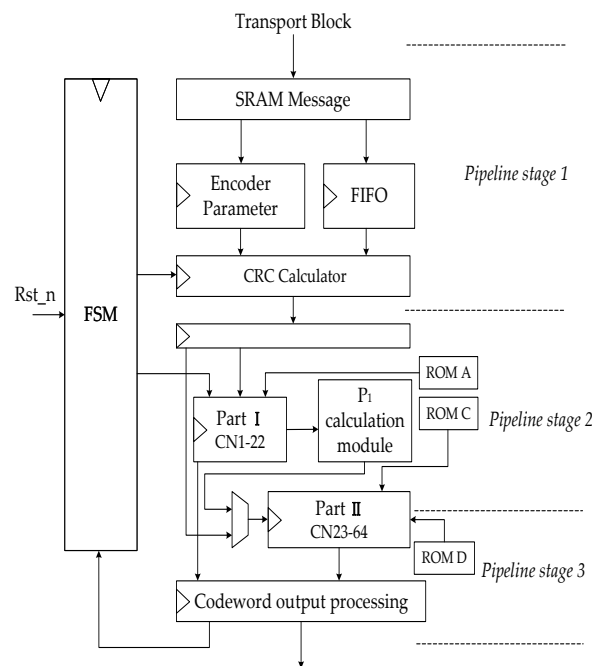 Transport Block
SRAM Message
Encoder
Parameter
FIFO
Pipeline stage 1
CRC Calculator
Rst_n
FSM
ROM A
Part Ⅰ
CN1-22
P1
calculation
module
ROM C
Pipeline stage 2
Part Ⅱ
CN23-64
ROM D
Pipeline stage 3
Codeword output processing